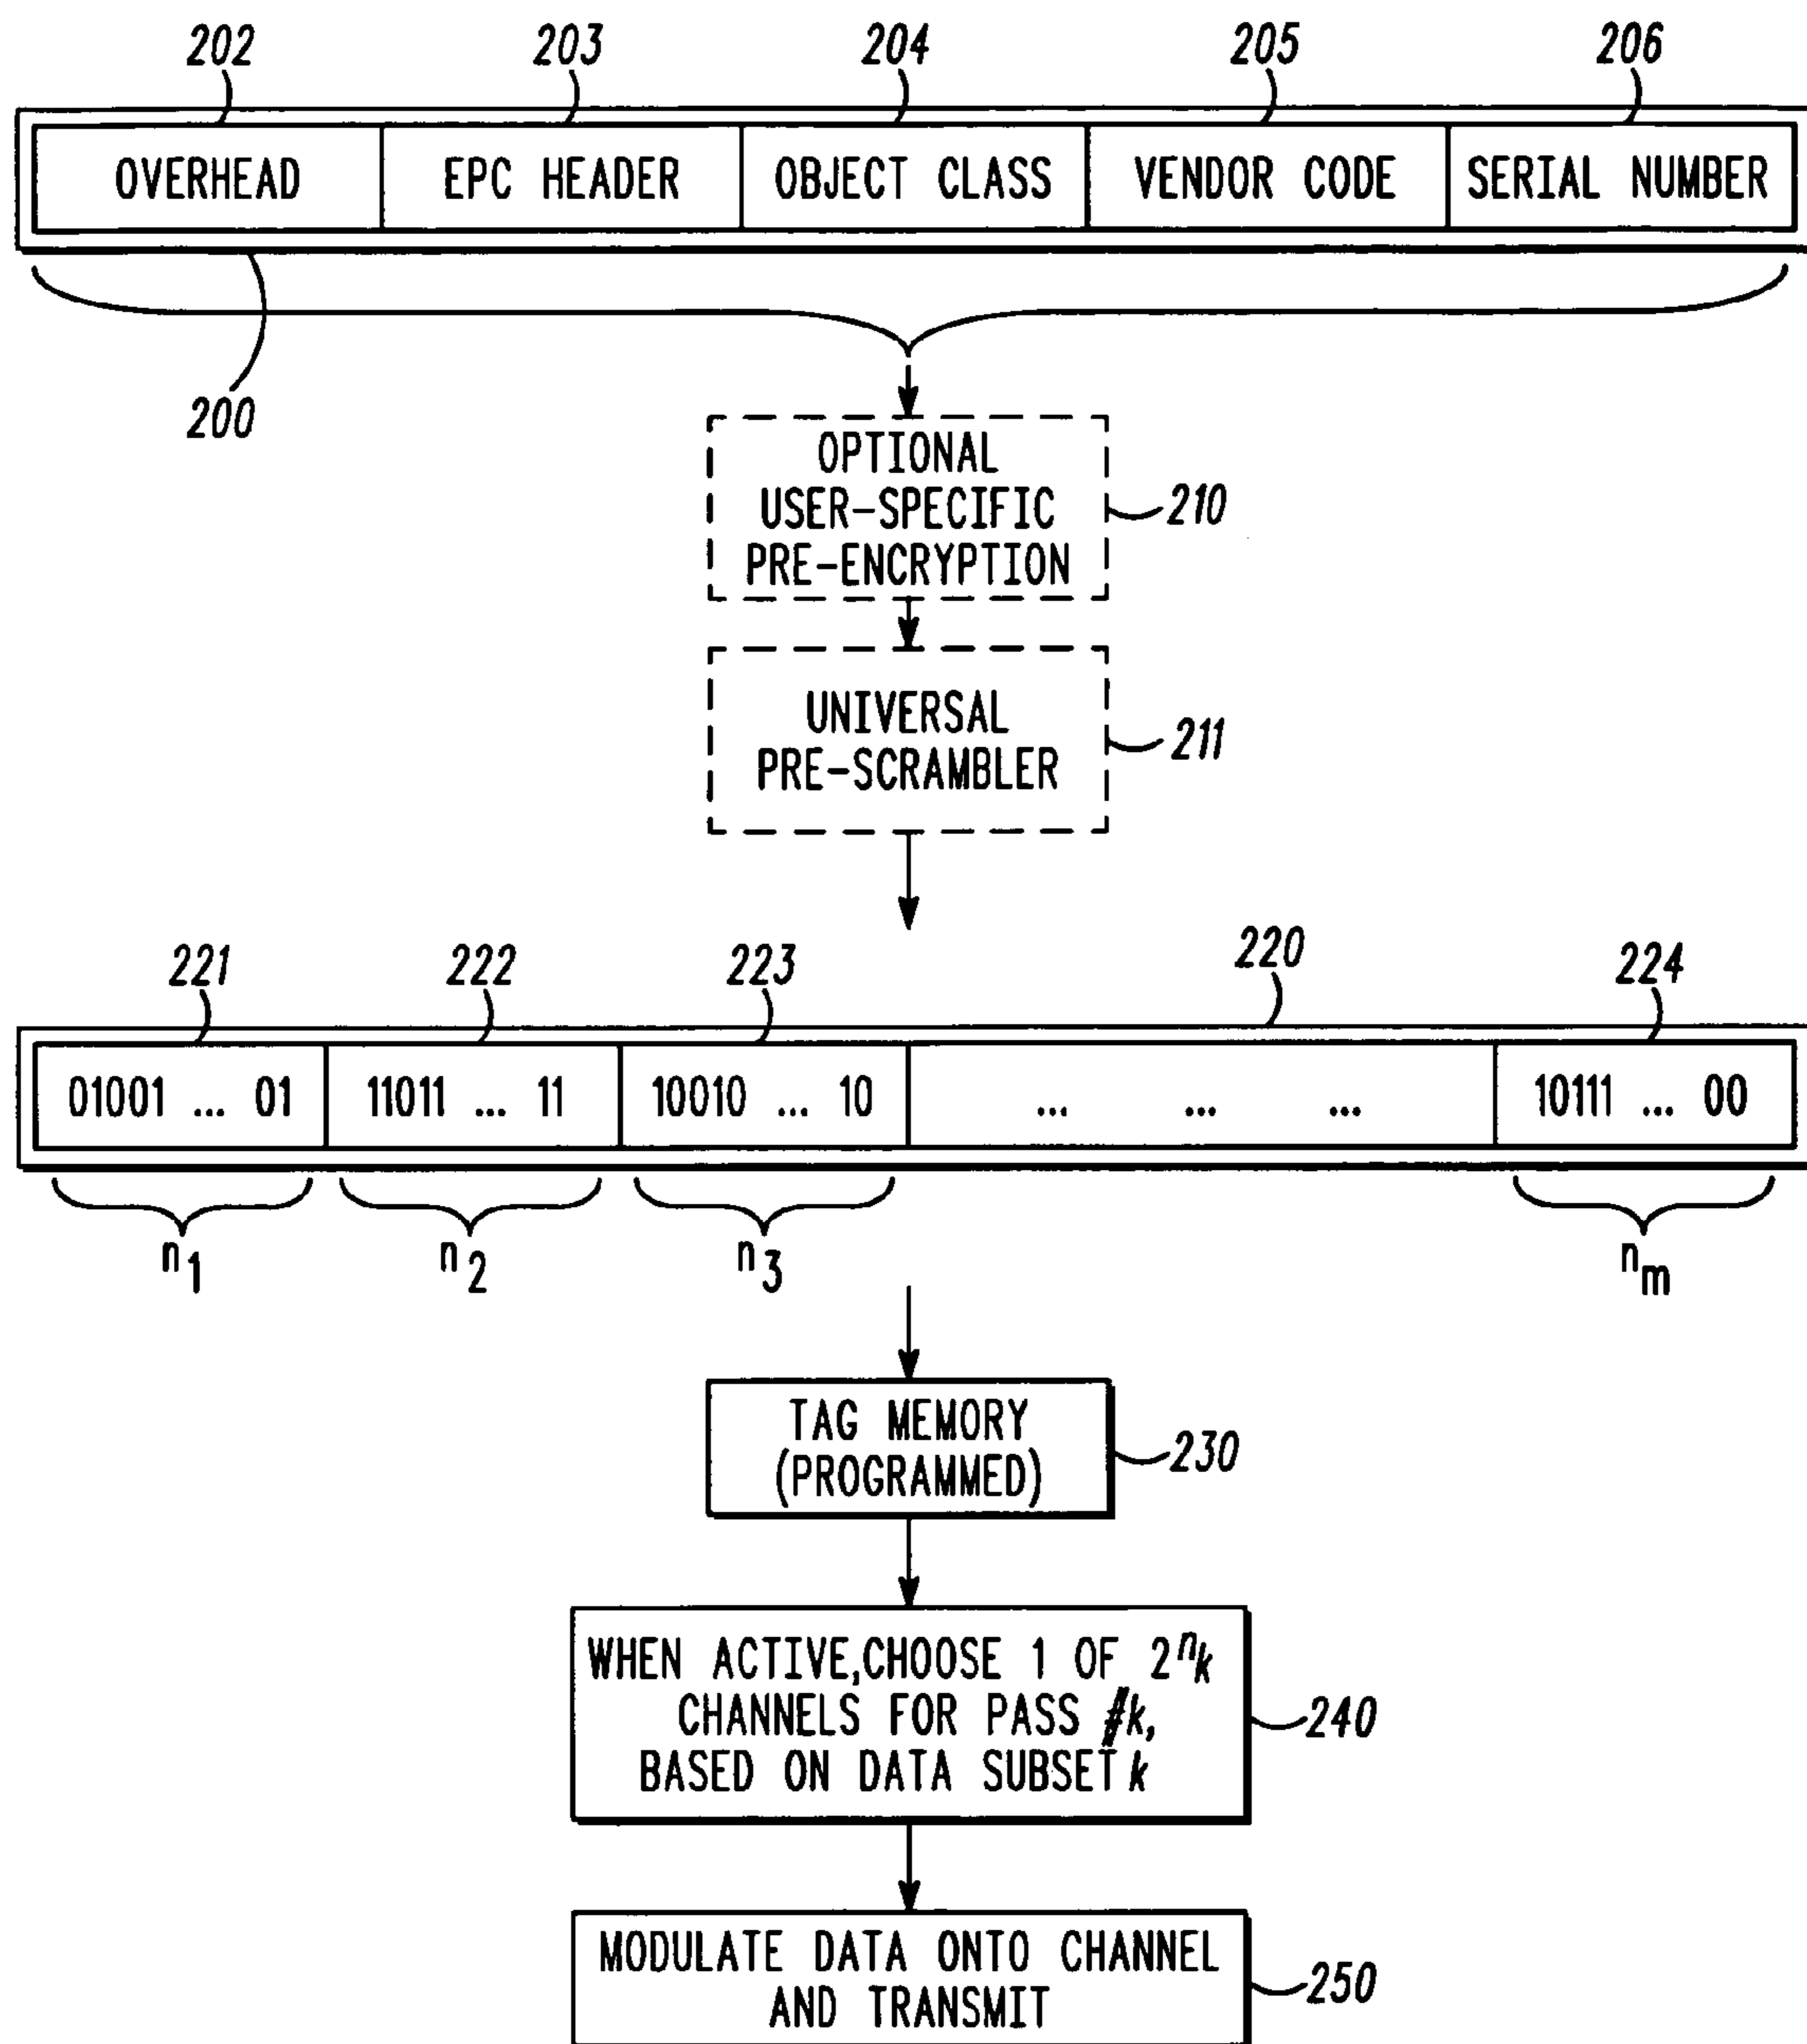 202 203 204 205 206
OVERHEAD EPC HEADER OBJECT CLASS VENDOR CODE SERIAL NUMBER
200
OPTIONAL
USER-SPECIFIC
PRE-ENCRYPTION
210
UNIVERSAL
PRE-SCRAMBLER
211
221 222 223 220 224
01001 ... 01 11011 ... 11 10010 ... 10 ... ... ... 10111 ... 00
n1 n2 n3 nm
TAG MEMORY
(PROGRAMMED)
230
WHEN ACTIVE,CHOOSE 1 OF 2^nk
CHANNELS FOR PASS #k,
BASED ON DATA SUBSET k
240
MODULATE DATA ONTO CHANNEL
AND TRANSMIT
250